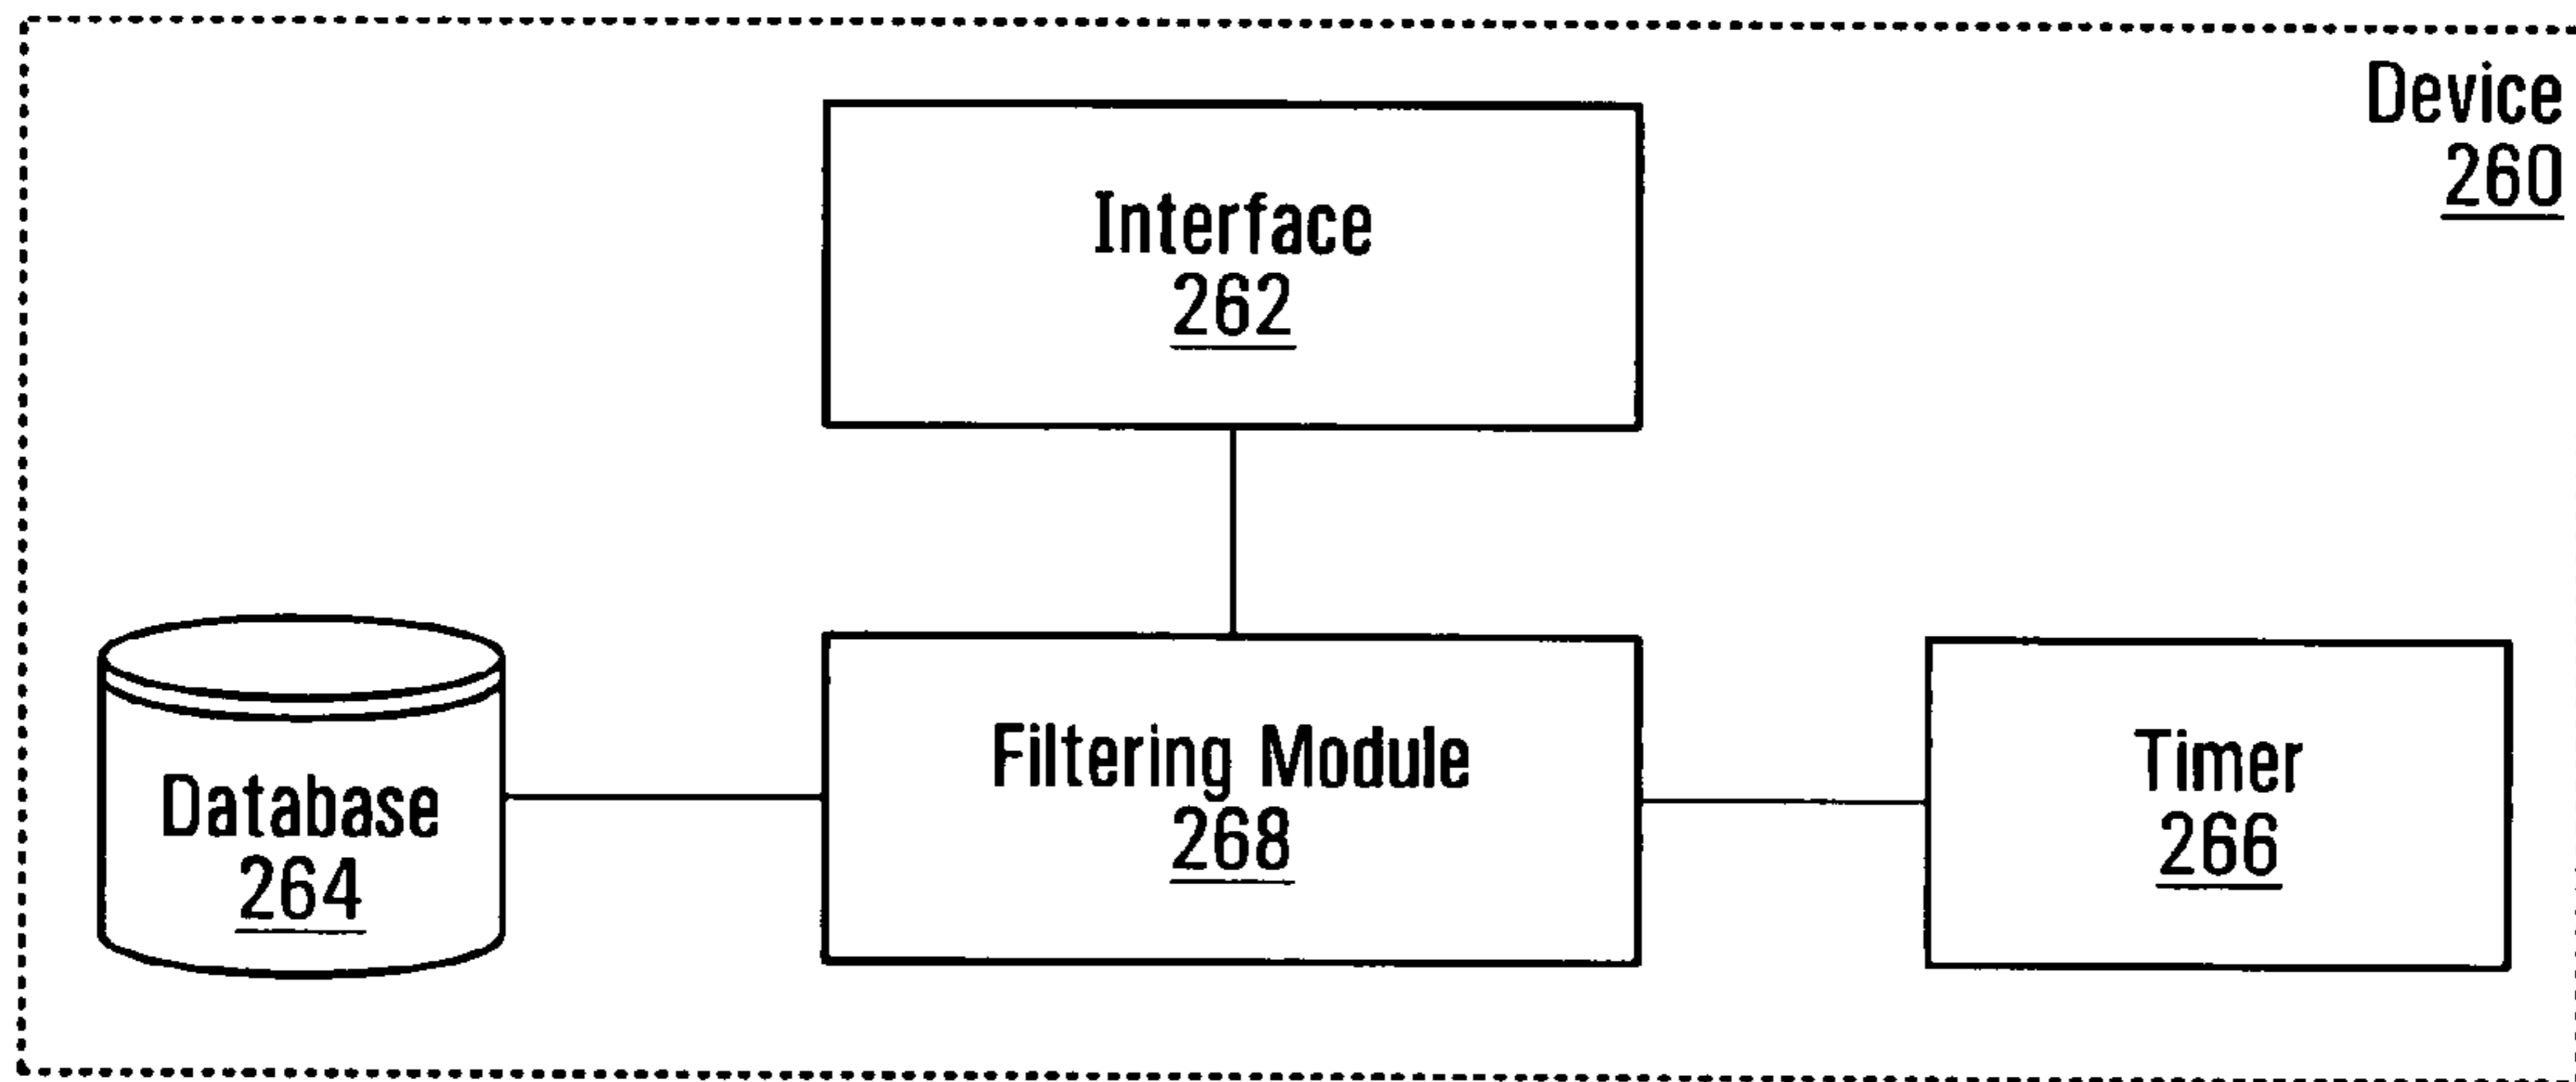 Device
260
Interface
262
Database
264
Filtering Module
268
Timer
266